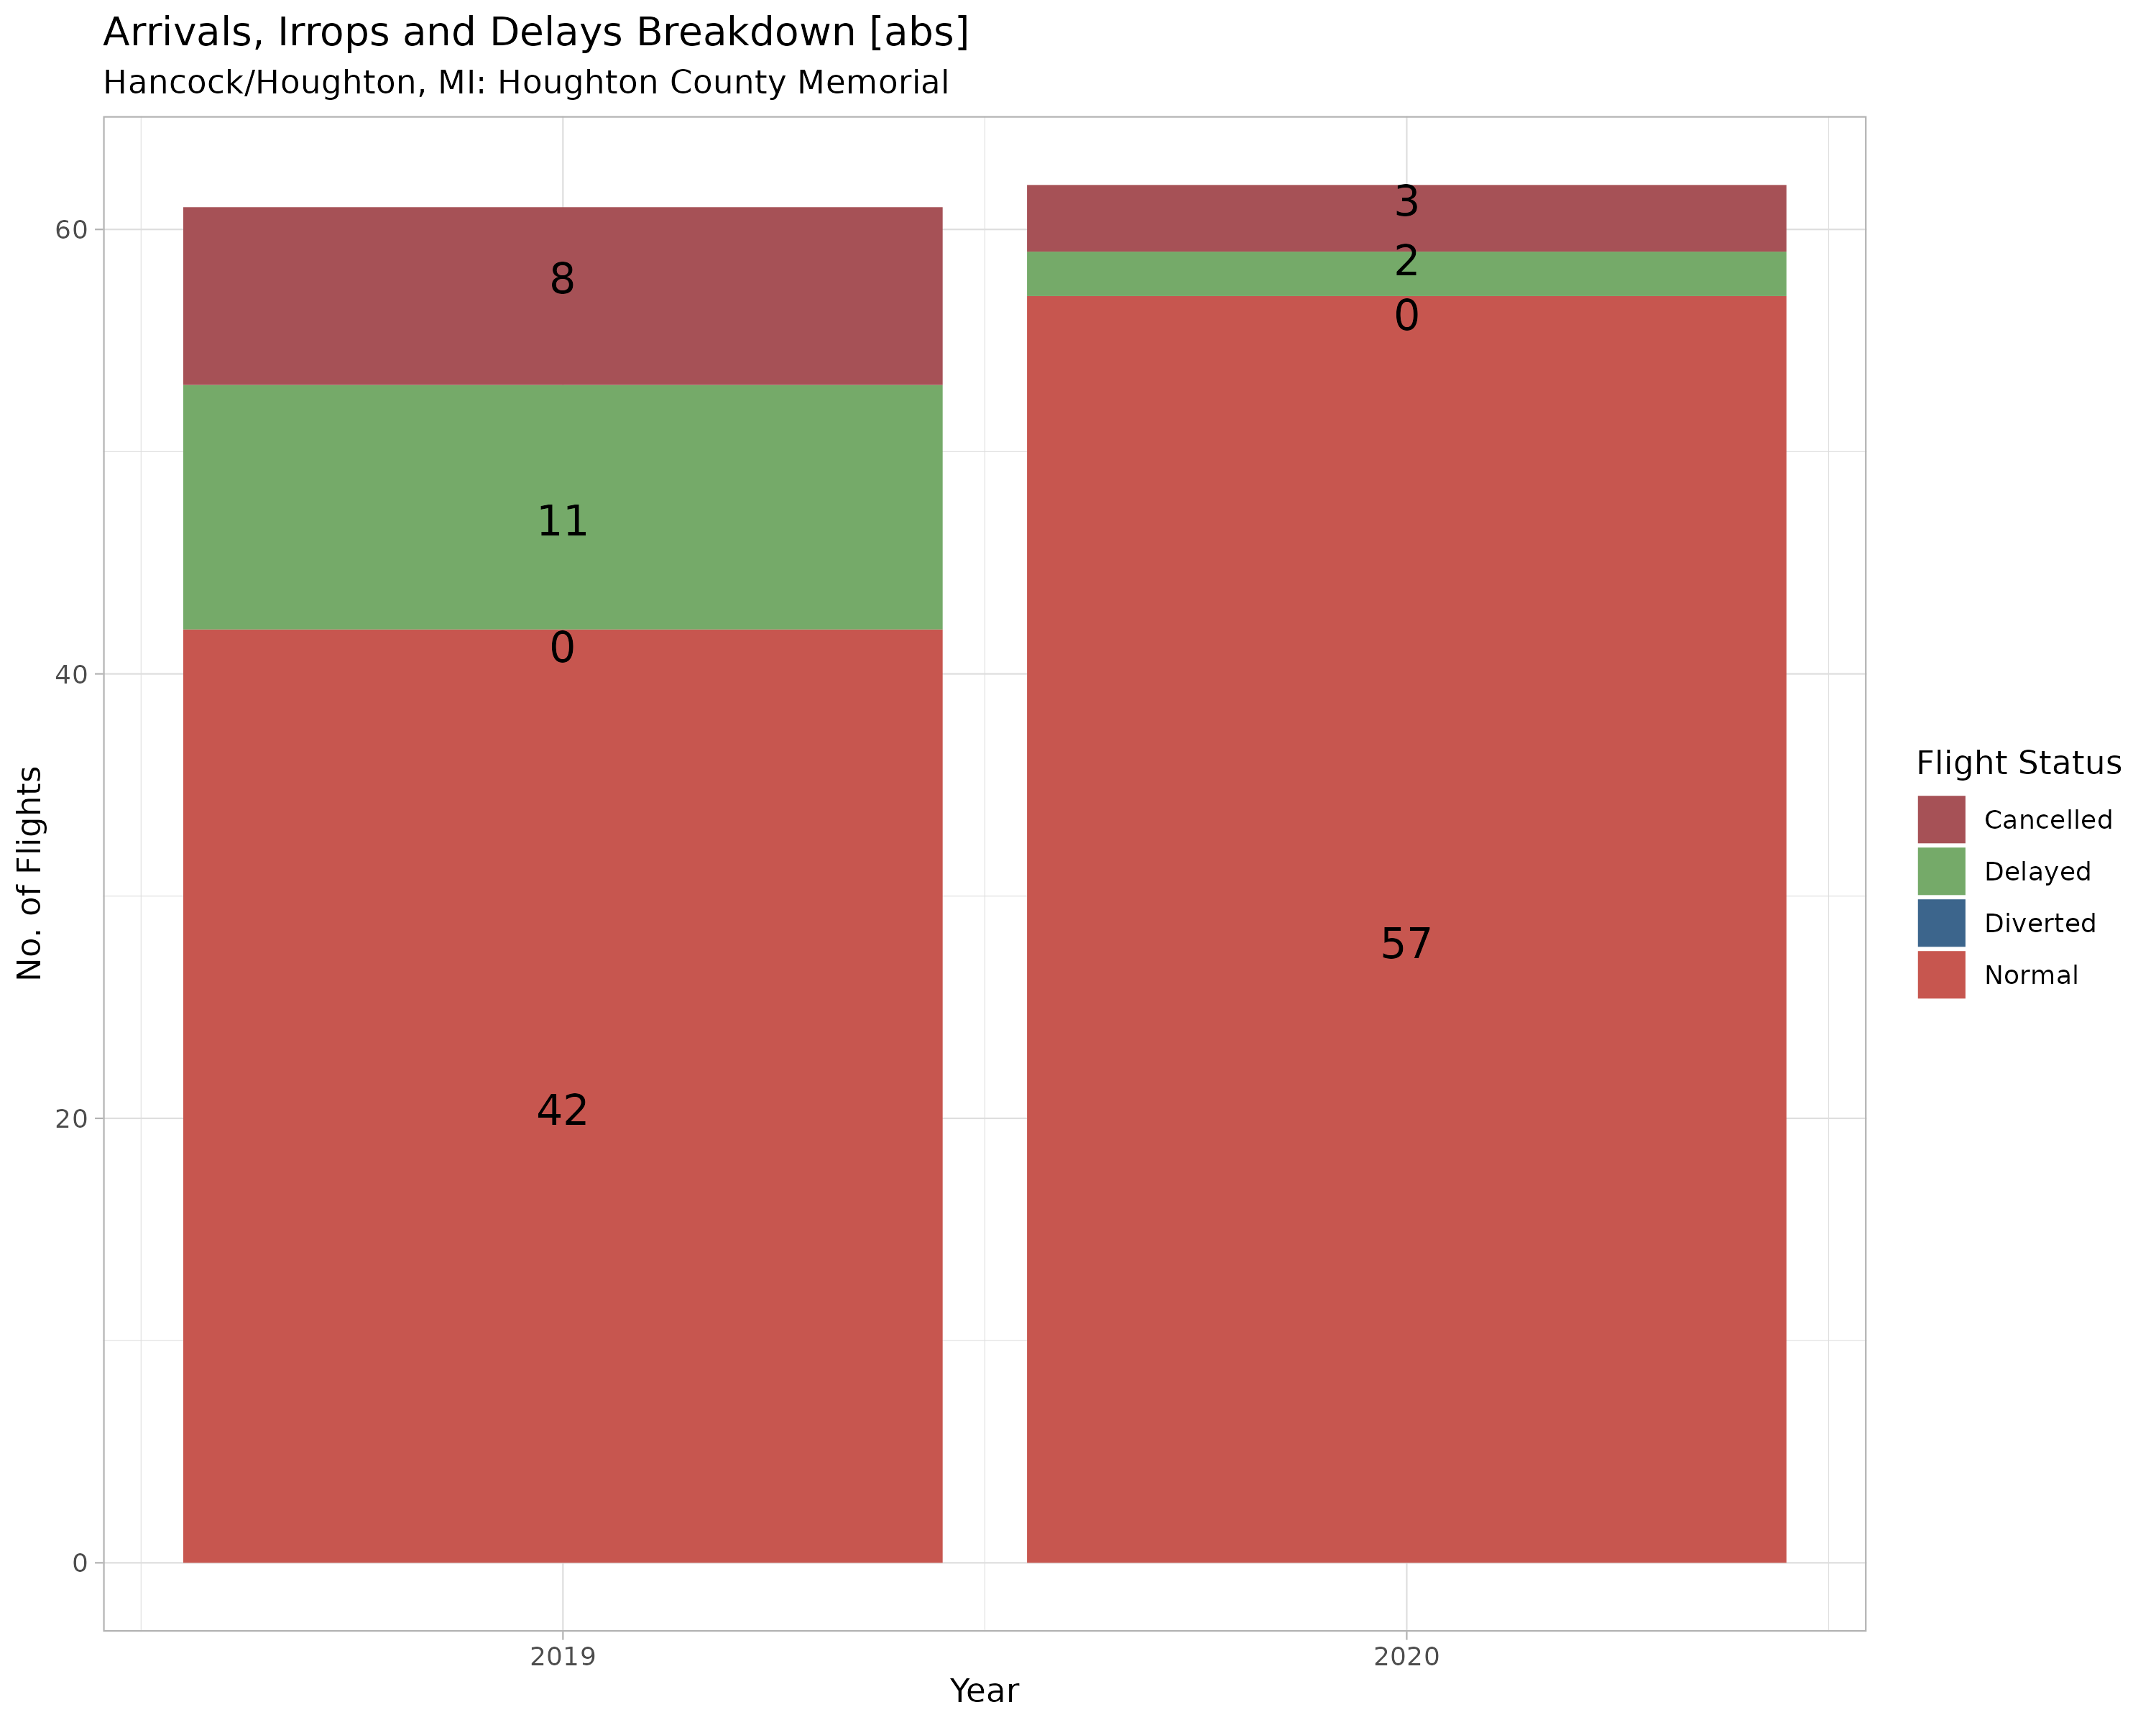 Arrivals, Irrops and Delays Breakdown [abs]
Hancock/Houghton, MI: Houghton County Memorial
No. of Flights
60
40
20
0
8
11
0
42
3
2
0
57
2019
2020
Year
Flight Status
Cancelled
Delayed
Diverted
Normal